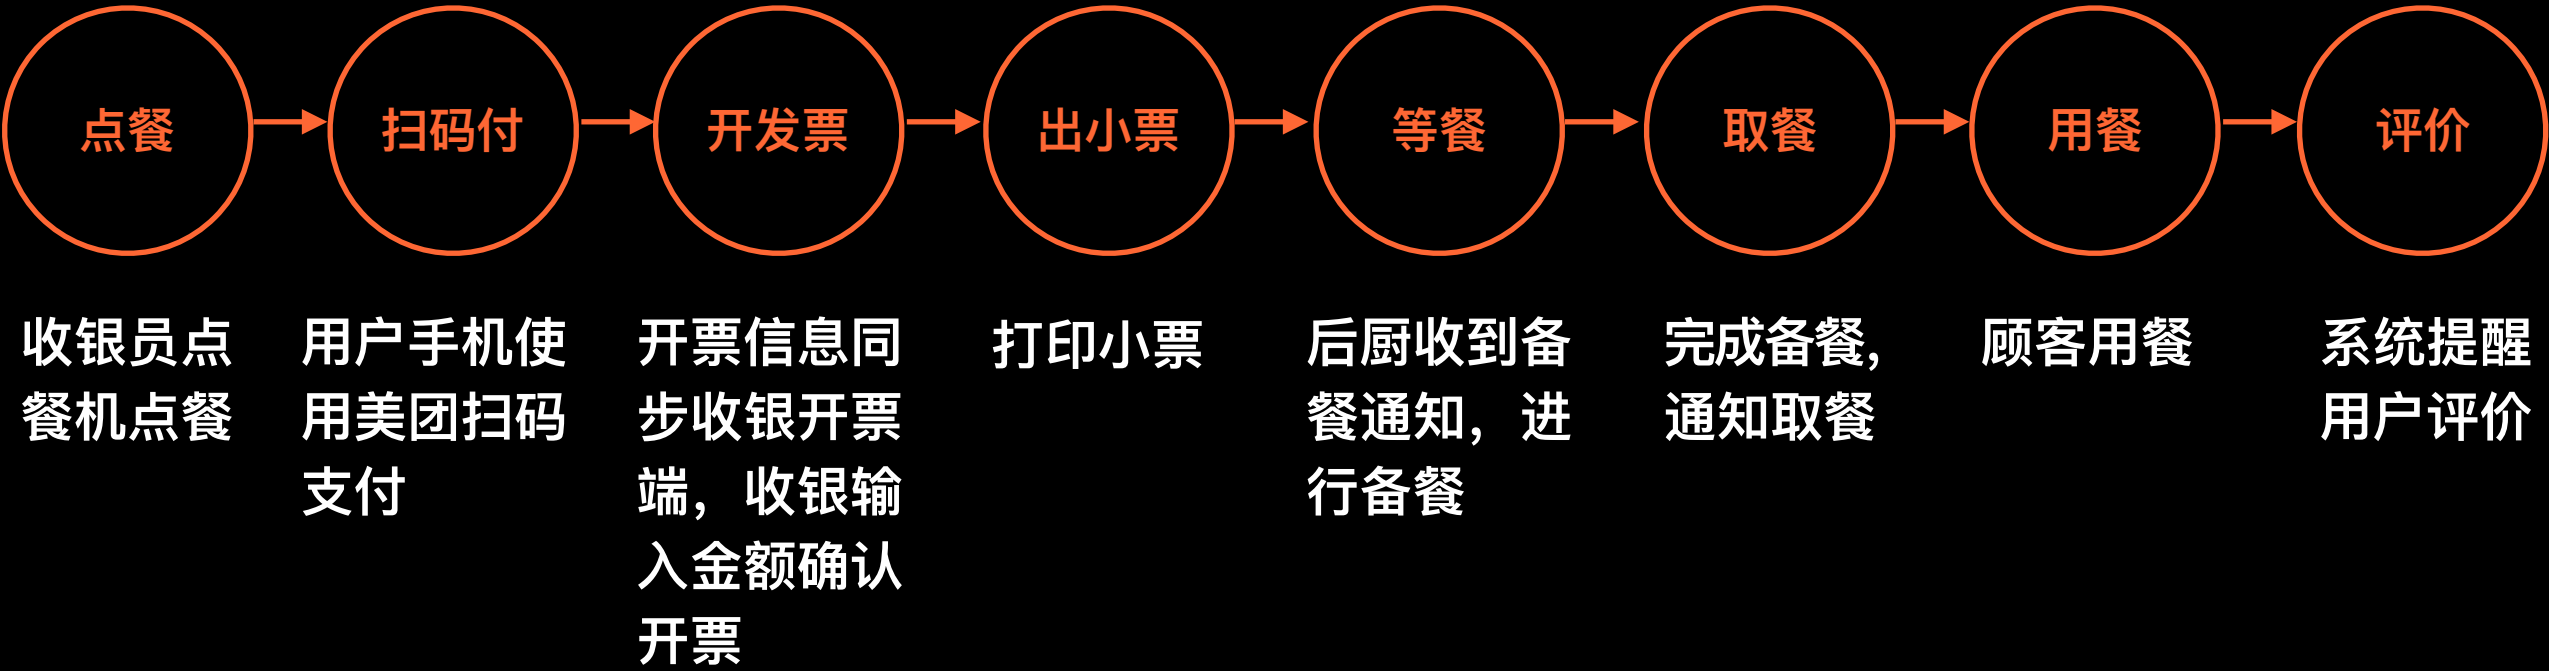 点餐
扫码付
开发票
出小票
等餐
取餐
用餐
评价
收银员点
餐机点餐
用户手机使
用美团扫码
支付
开票信息同
步收银开票
端，收银输
入金额确认
开票
打印小票
后厨收到备
餐通知，进
行备餐
完成备餐，
通知取餐
顾客用餐
系统提醒
用户评价